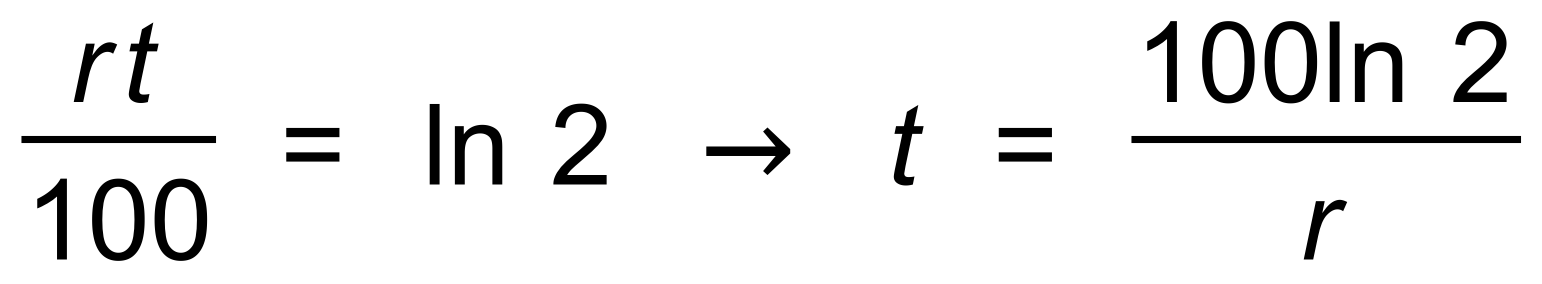 rt/100 = ln 2 → t = 100ln 2/r